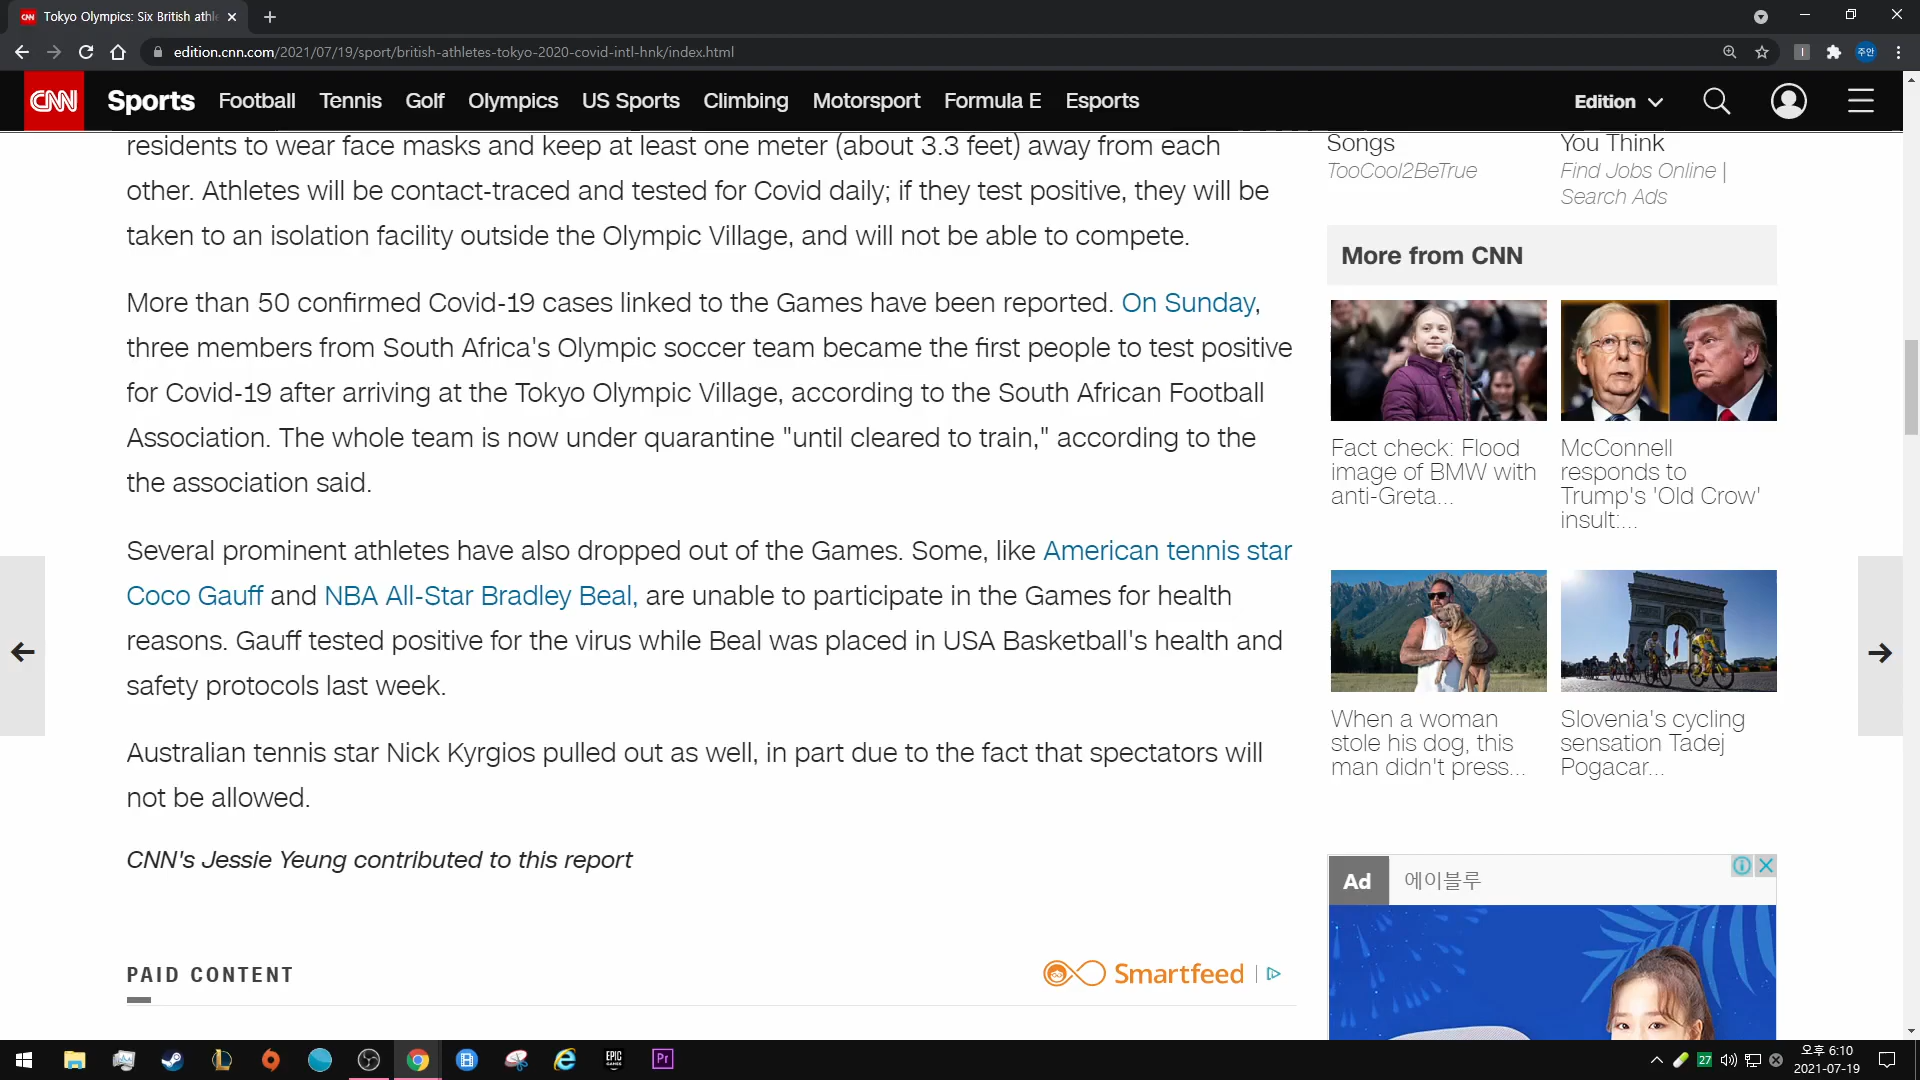 Tokyo Olympics: Six British athl
edition.cnn.com/2021/07/19/sport/british-athletes-tokyo-2020-covid-intl-hnk/index.html
주안
CNN Sports Football Tennis Golf Olympics US Sports Climbing Motorsport Formula E Esports Edition
residents to wear face masks and keep at least one meter (about 3.3 feet) away from each
other. Athletes will be contact-traced and tested for Covid daily; if they test positive, they will be
taken to an isolation facility outside the Olympic Village, and will not be able to compete.
More than 50 confirmed Covid-19 cases linked to the Games have been reported. On Sunday,
three members from South Africa's Olympic soccer team became the first people to test positive
for Covid-19 after arriving at the Tokyo Olympic Village, according to the South African Football
Association. The whole team is now under quarantine "until cleared to train," according to the
the association said.
Several prominent athletes have also dropped out of the Games. Some, like American tennis star
Coco Gauff and NBA All-Star Bradley Beal, are unable to participate in the Games for health
reasons. Gauff tested positive for the virus while Beal was placed in USA Basketball's health and
safety protocols last week.
Australian tennis star Nick Kyrgios pulled out as well, in part due to the fact that spectators will
not be allowed.
CNN's Jessie Yeung contributed to this report
PAID CONTENT
Smartfeed
Songs
TooCool2BeTrue
You Think
Find Jobs Online |
Search Ads
More from CNN
Fact check: Flood
image of BMW with
anti-Greta...
McConnell
responds to
Trump's 'Old Crow'
insult:...
When a woman
stole his dog, this
man didn't press...
Slovenia's cycling
sensation Tadej
Pogacar...
Ad 에이블루
EPIC
GAMES
Pr
27
오후 6:10
2021-07-19